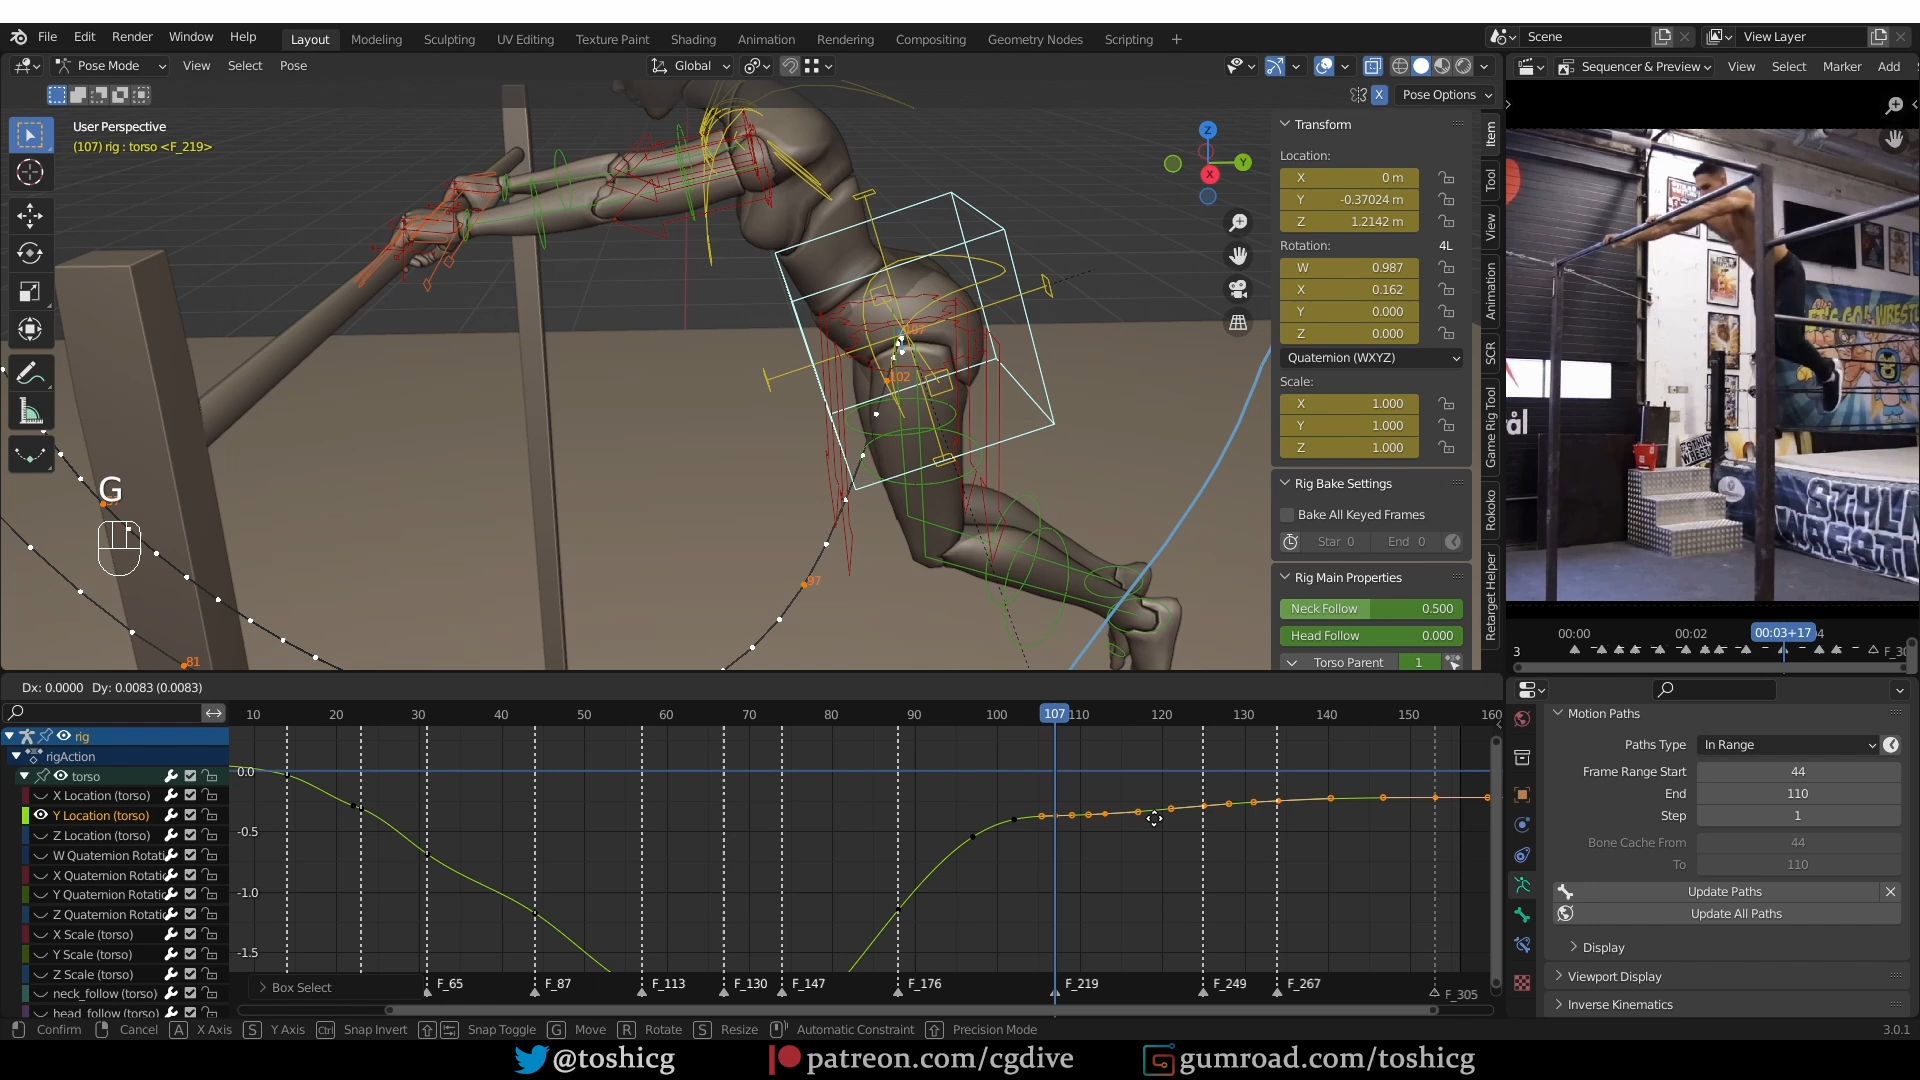 File Edit Render Window Help
Layout Modeling Sculpting UV Editing Texture Paint Shading Animation Rendering Compositing Geometry Nodes Scripting +
Scene
View Layer
Pose Mode View Select Pose
Global
Sequencer & Preview View Select Marker Add
X Pose Options
User Perspective
(107) rig : torso <F_219>
Z
Y
X
Transform
Location:
X 0 m
Y -0.37024 m
Z 1.2142 m
Rotation: 4L
W 0.987
X 0.162
Y 0.000
Z 0.000
Quaternion (WXYZ)
Scale:
X 1.000
Y 1.000
Z 1.000
Rig Bake Settings
Bake All Keyed Frames
Star 0 End 0
Rig Main Properties
Neck Follow 0.500
Head Follow 0.000
Torso Parent 1
Item
Tool
View
Animation
SCR
Game Rig Tool
Rokoko
Retarget Helper
107
102
97
81
G
00:00 00:02 00:03+17 4
3
Dx: 0.0000 Dy: 0.0083 (0.0083)
10 20 30 40 50 60 70 80 90 100 107 110 120 130 140 150 160
rig
rigAction
torso
X Location (torso)
Y Location (torso)
Z Location (torso)
W Quaternion Rotati
X Quaternion Rotati
Y Quaternion Rotatic
Z Quaternion Rotatic
X Scale (torso)
Y Scale (torso)
Z Scale (torso)
neck_follow (torso)
head_follow (torso)
0.0
-0.5
-1.0
-1.5
Box Select
F_65 F_87 F_113 F_130 F_147 F_176 F_219 F_249 F_267 F_305
Motion Paths
Paths Type In Range
Frame Range Start 44
End 110
Step 1
Bone Cache From 44
To 110
Update Paths
Update All Paths
Display
Viewport Display
Inverse Kinematics
Confirm Cancel A X Axis S Y Axis Ctrl Snap Invert Snap Toggle G Move R Rotate S Resize Automatic Constraint Precision Mode
3.0.1
@toshicg patreon.com/cgdive gumroad.com/toshicg